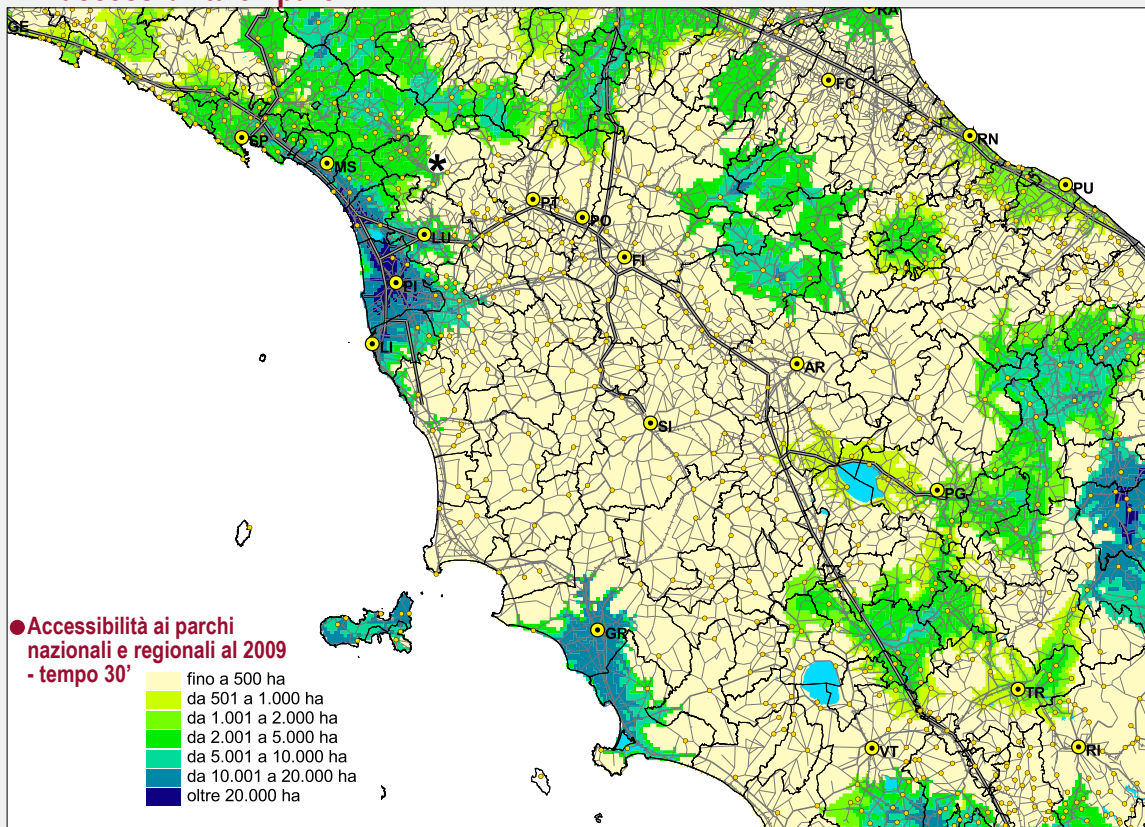 GE
RA
FC
SP
RN
MS
*
PU
PT
PO
LU
FI
PI
LI
AR
SI
PG
● Accessibilità ai parchi
nazionali e regionali al 2009
- tempo 30’
GR
fino a 500 ha
da 501 a 1.000 ha
da 1.001 a 2.000 ha
da 2.001 a 5.000 ha
da 5.001 a 10.000 ha
da 10.001 a 20.000 ha
oltre 20.000 ha
TR
VT
RI